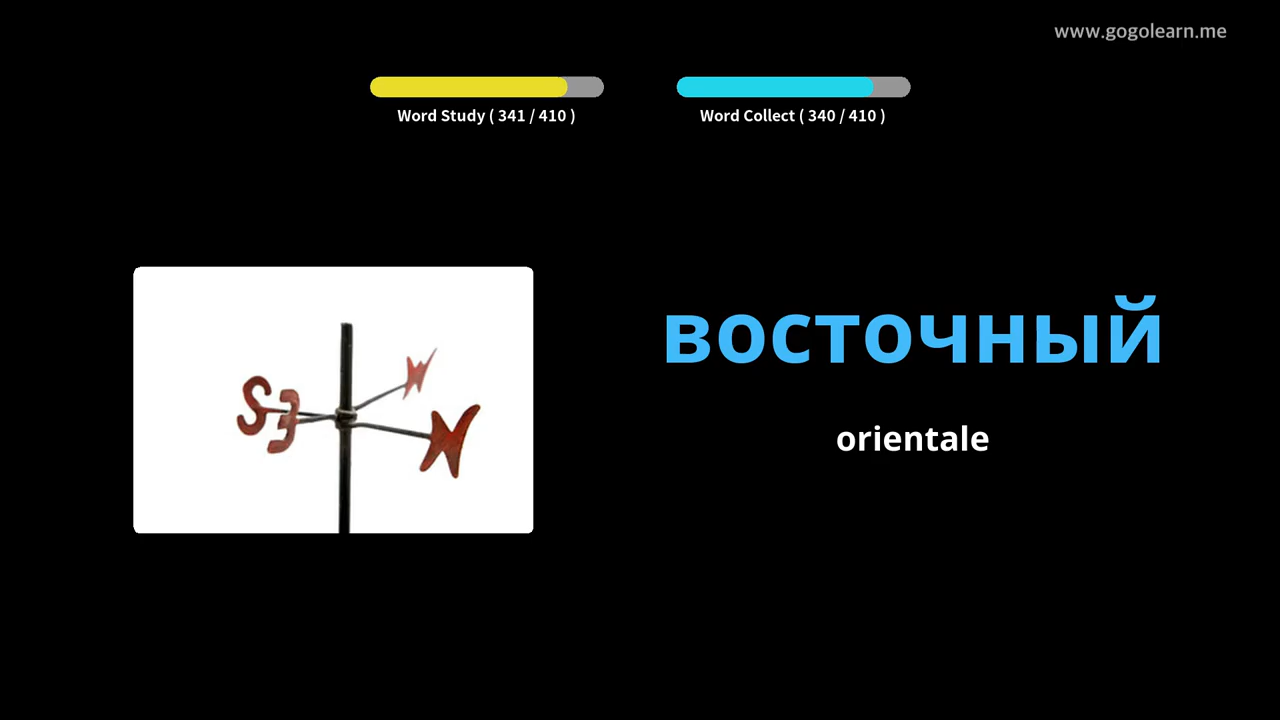 www.gogolearn.me
Word Study ( 341 / 410 )
Word Collect ( 340 / 410 )
S E N N
восточный
orientale